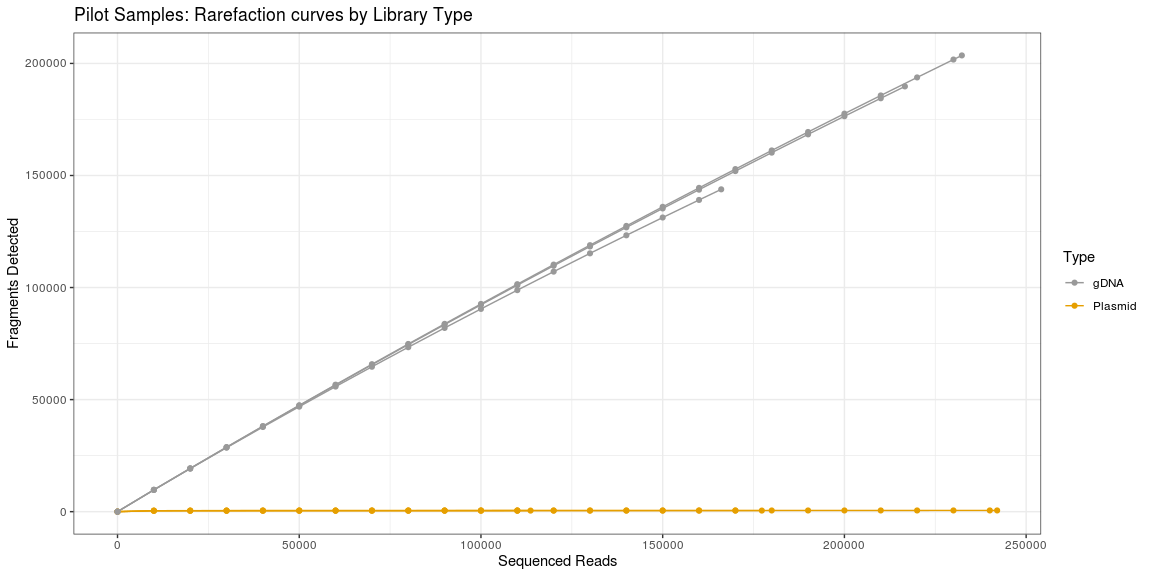 Pilot Samples: Rarefaction curves by Library Type
Fragments Detected
200000
150000
100000
50000
0
0 50000 100000 150000 200000 250000
Sequenced Reads
Type
gDNA
Plasmid